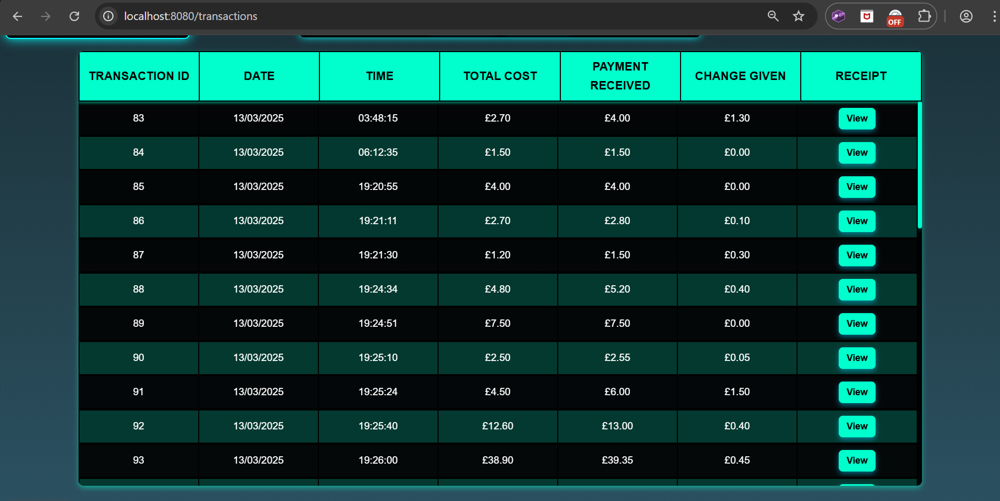 localhost:8080/transactions
OFF
TRANSACTION ID DATE TIME TOTAL COST PAYMENT RECEIVED CHANGE GIVEN RECEIPT
83 13/03/2025 03:48:15 £2.70 £4.00 £1.30 View
84 13/03/2025 06:12:35 £1.50 £1.50 £0.00 View
85 13/03/2025 19:20:55 £4.00 £4.00 £0.00 View
86 13/03/2025 19:21:11 £2.70 £2.80 £0.10 View
87 13/03/2025 19:21:30 £1.20 £1.50 £0.30 View
88 13/03/2025 19:24:34 £4.80 £5.20 £0.40 View
89 13/03/2025 19:24:51 £7.50 £7.50 £0.00 View
90 13/03/2025 19:25:10 £2.50 £2.55 £0.05 View
91 13/03/2025 19:25:24 £4.50 £6.00 £1.50 View
92 13/03/2025 19:25:40 £12.60 £13.00 £0.40 View
93 13/03/2025 19:26:00 £38.90 £39.35 £0.45 View